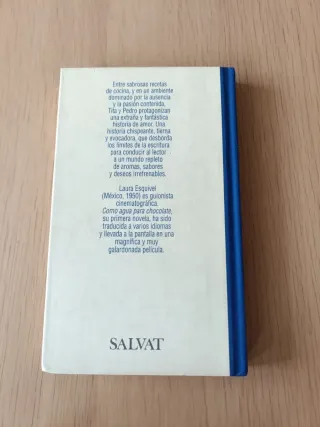 Entre sabrosas recetas
de cocina, y en un ambiente
dominado por la ausencia
y la pasión contenida,
Tita y Pedro protagonizan
una extraña y fantástica
historia de amor. Una
historia chispeante, tierna
y evocadora, que desborda
los límites de la escritura
para conducir al lector
a un mundo repleto
de aromas, sabores
y deseos irrefrenables.
Laura Esquivel
(México, 1950) es guionista
cinematográfica.
Como agua para chocolate,
su primera novela, ha sido
traducida a varios idiomas
y llevada a la pantalla en una
magnífica y muy
galardonada película.
SALVAT